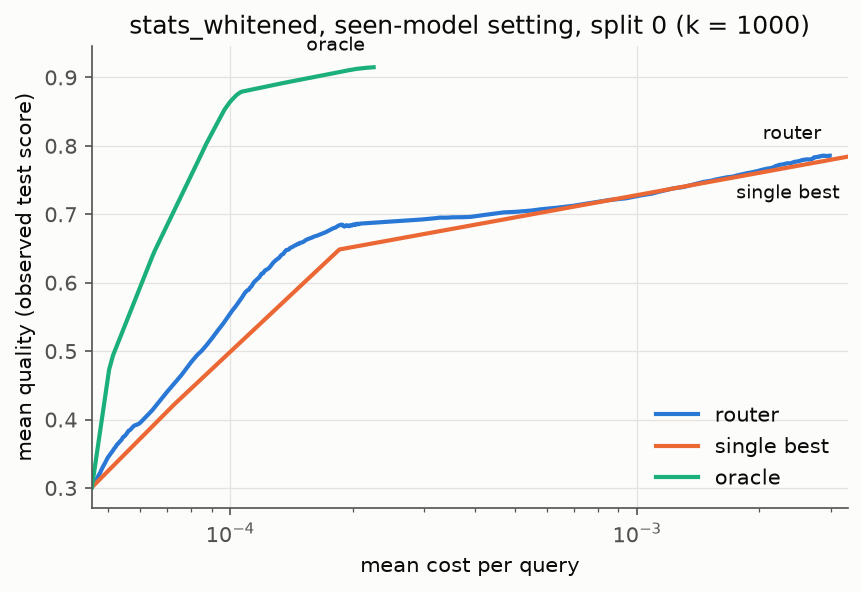 stats_whitened, seen-model setting, split 0 (k = 1000)
oracle
router
single best
mean quality (observed test score)
0.9
0.8
0.7
0.6
0.5
0.4
0.3
router
single best
oracle
10⁻⁴
10⁻³
mean cost per query